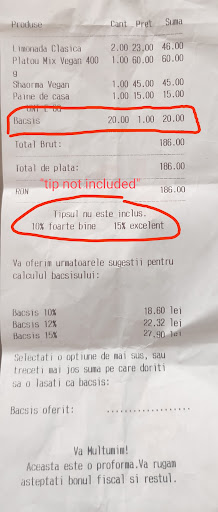 Produse Cant Pret Suma
Limonada Clasica 2.00 23,00 46.00
Platou Mix Vegan 400 1.00 60.00 60.00
g
Shaorma Vegan 1.00 45.00 45.00
Paine de casa 1.00 15.00 15.00
Bacsis 20.00 1.00 20.00
Total Brut: 186.00
Total de plata: 186.00
"tip not included"
RON 186.00
Tipsul nu este inclus.
10% foarte bine 15% excelent
Va oferim urmatoarele sugestii pentru
calculul bacsisului:
Bacsis 10% 18.60 lei
Bacsis 12% 22,32 lei
Bacsis 15% 27,90 lei
Selectati o optiune de mai sus, sau
treceti mai jos suma pe care doriti
sa o lasati ca bacsis:
Bacsis oferit: ..................
Va Multumim!
Aceasta este o proforma.Va rugam
asteptati bonul fiscal si restul.